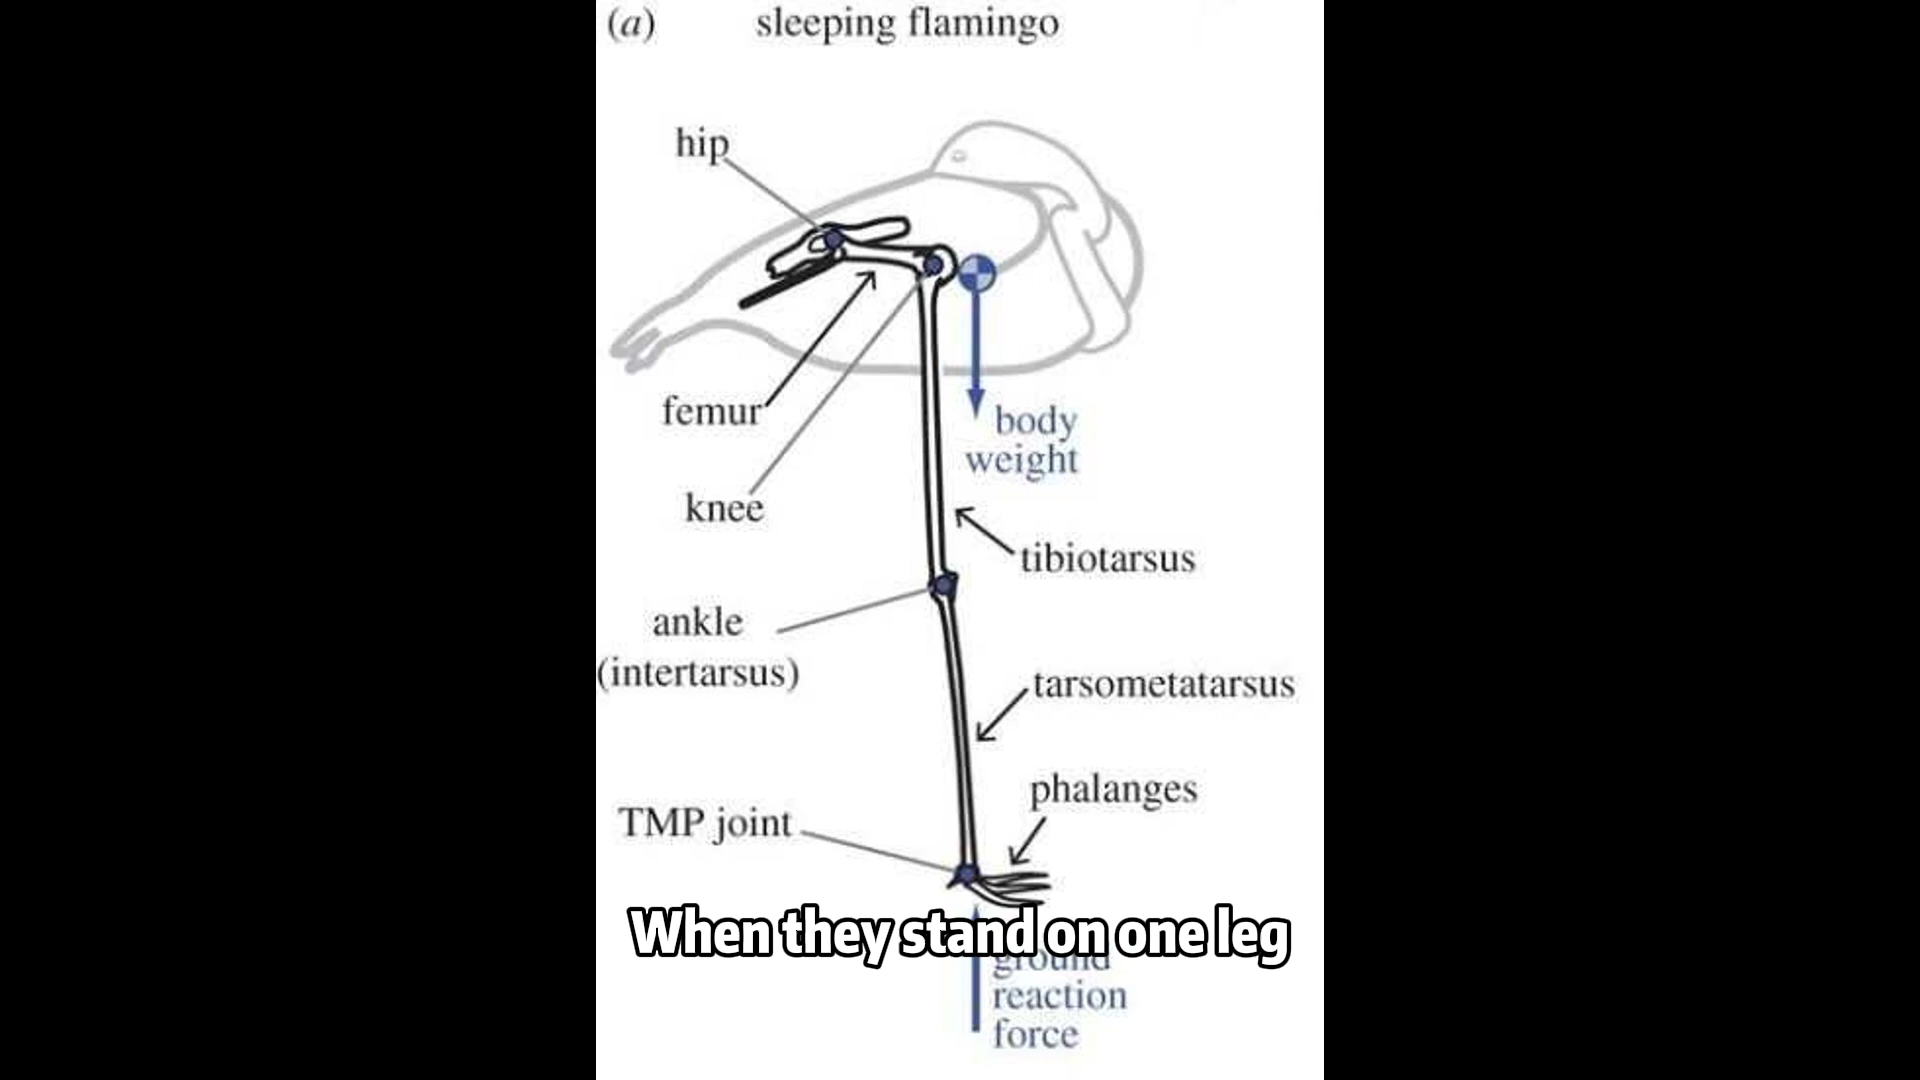 (a) sleeping flamingo
hip
femur
knee
body
weight
tibiotarsus
ankle
(intertarsus)
tarsometatarsus
phalanges
TMP joint
When they stand on one leg
ground
reaction
force